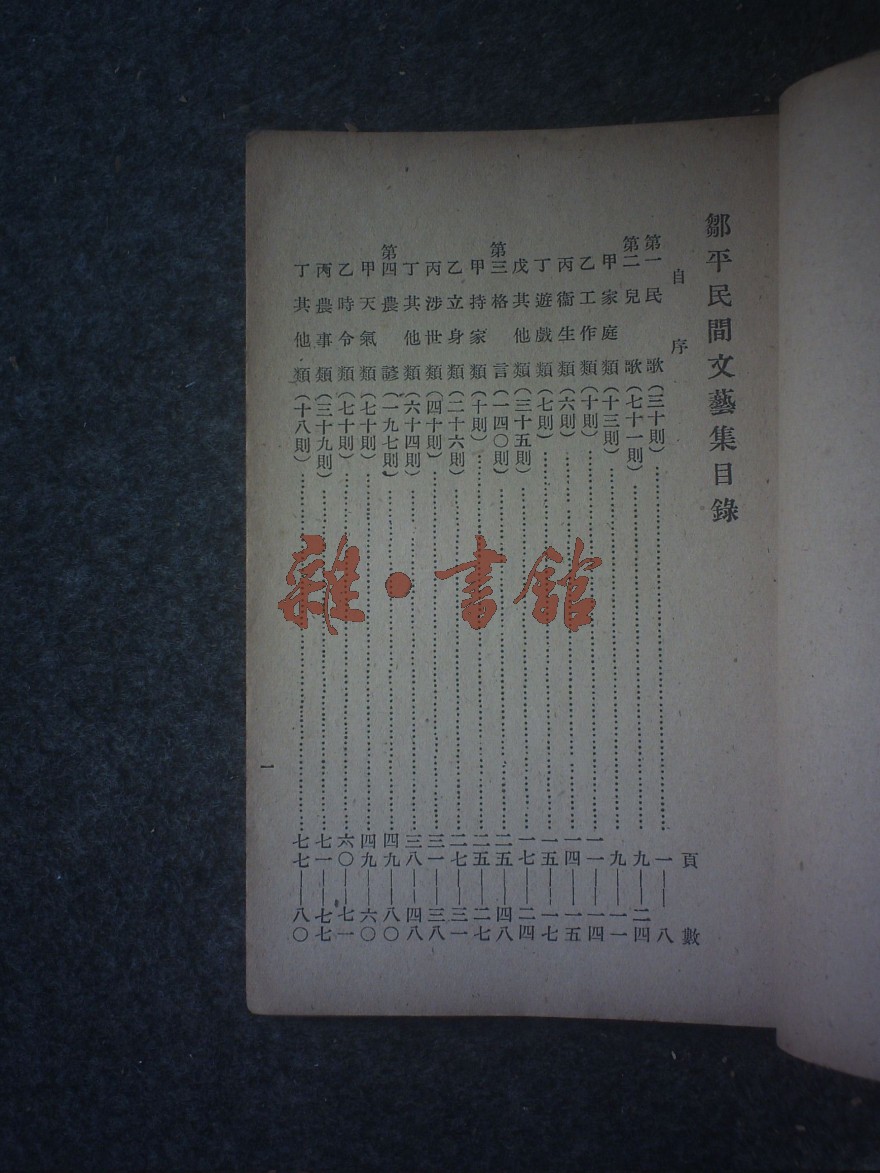 鄒平民間文藝集目錄
自序
頁數
第一民歌(三十則)……一——八
第二兒歌(七十一則)……九——二四
甲家庭類(十三則)……九——一一
乙工作類(十則)……一一——一四
丙衞生類(六則)……一四——一五
丁遊戲類(七則)……一五——一七
戊其他類(三十五則)……一七——二四
第三格言(一四〇則)……二五——四八
甲持家類(十則)……二五——二七
乙立身類(二十六則)……二七——三一
丙涉世類(四十則)……三一——三八
丁其他類(六十四則)……三八——四八
第四農諺(一九七則)……四九——八〇
甲天氣類(七十則)……四九——六〇
乙時令類(七十則)……六〇——七一
丙農事類(三十九則)……七一——七七
丁其他類(十八則)……七七——八〇
一
雜·書館